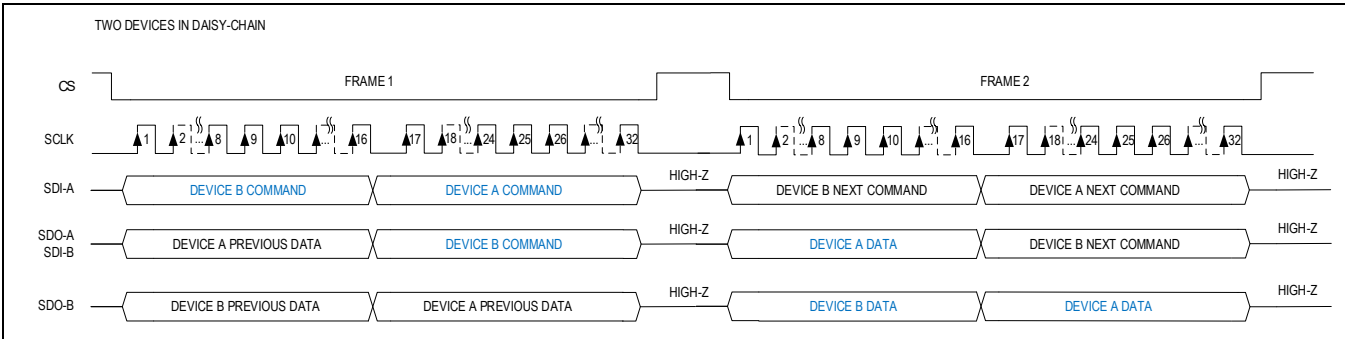 TWO DEVICES IN DAISY-CHAIN
CS FRAME 1 FRAME 2
SCLK 1 2 ... 8 9 10 ... 16 17 18 ... 24 25 26 ... 32 1 2 ... 8 9 10 ... 16 17 18 ... 24 25 26 ... 32
SDI-A DEVICE B COMMAND DEVICE A COMMAND HIGH-Z DEVICE B NEXT COMMAND DEVICE A NEXT COMMAND HIGH-Z
SDO-A
SDI-B DEVICE A PREVIOUS DATA DEVICE B COMMAND HIGH-Z DEVICE A DATA DEVICE B NEXT COMMAND HIGH-Z
SDO-B DEVICE B PREVIOUS DATA DEVICE A PREVIOUS DATA HIGH-Z DEVICE B DATA DEVICE A DATA HIGH-Z